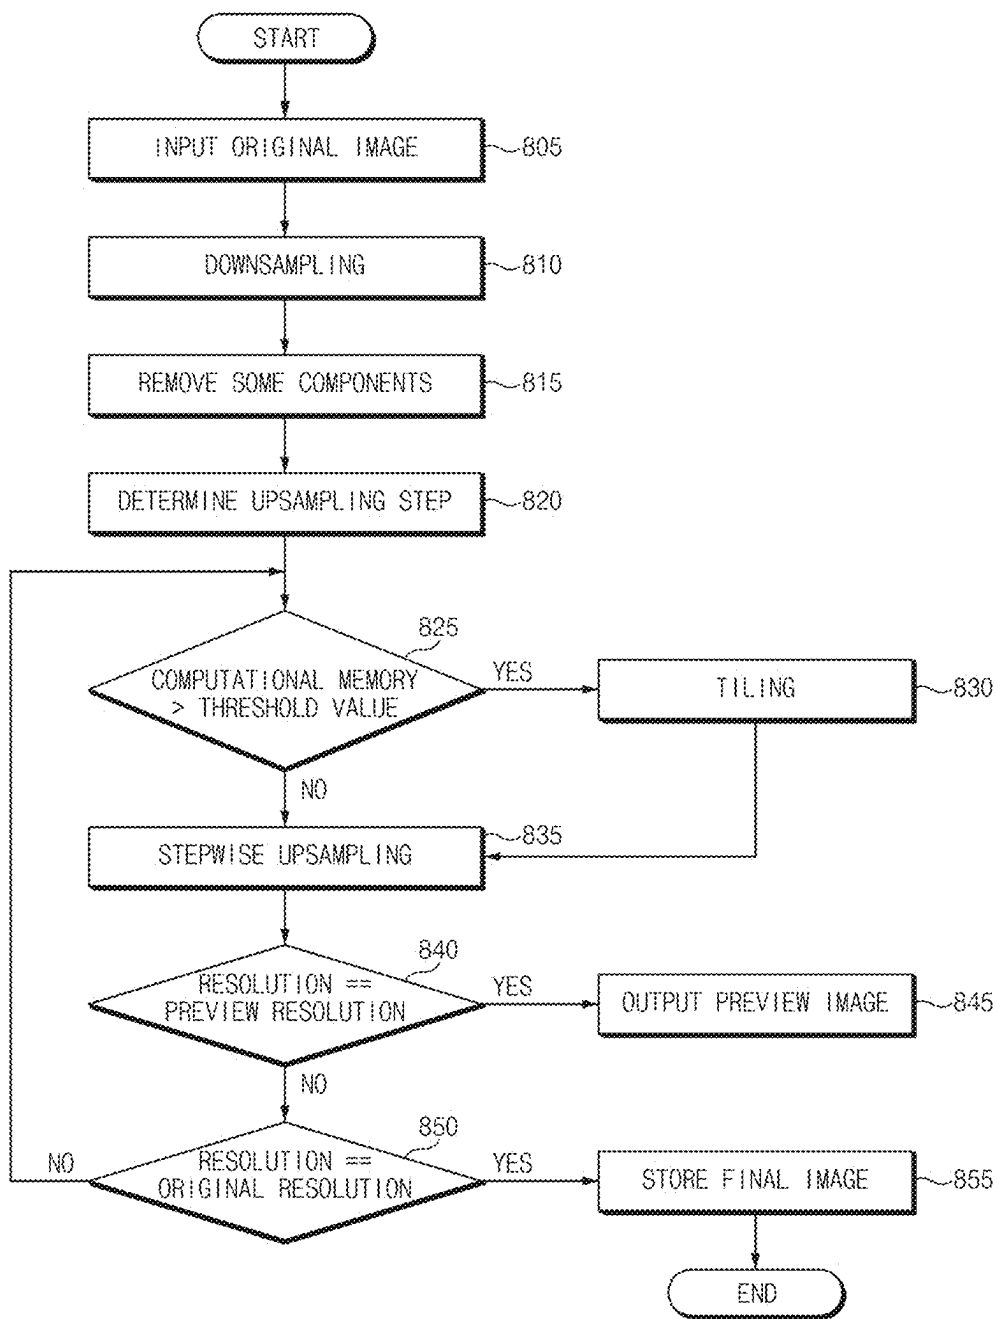 START
INPUT ORIGINAL IMAGE
805
DOWNSAMPLING
810
REMOVE SOME COMPONENTS
815
DETERMINE UPSAMPLING STEP
820
825
COMPUTATIONAL MEMORY
> THRESHOLD VALUE
YES
TILING
830
NO
STEPWISE UPSAMPLING
835
840
RESOLUTION ==
PREVIEW RESOLUTION
YES
OUTPUT PREVIEW IMAGE
845
NO
850
NO
RESOLUTION ==
ORIGINAL RESOLUTION
YES
STORE FINAL IMAGE
855
END